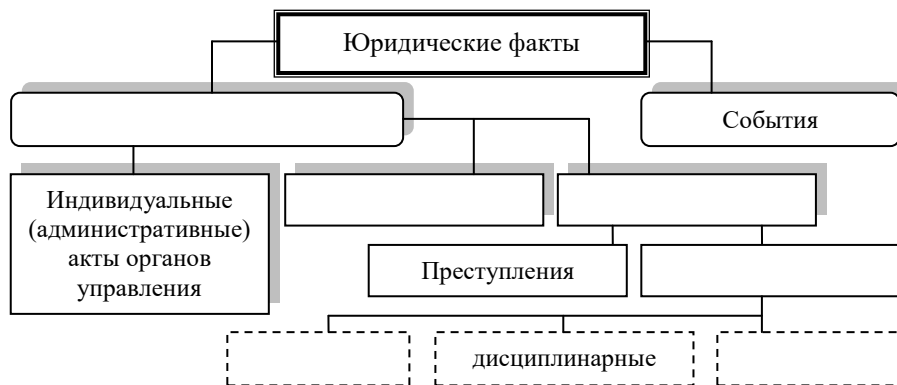 Юридические факты
События
Индивидуальные
(административные)
акты органов
управления
Преступления
дисциплинарные